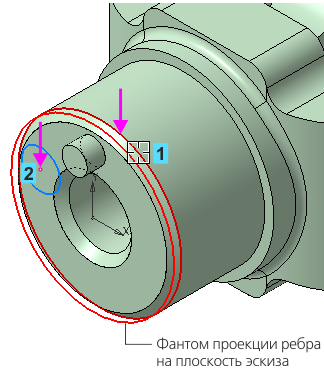 1
2
X
Фантом проекции ребра
на плоскость эскиза